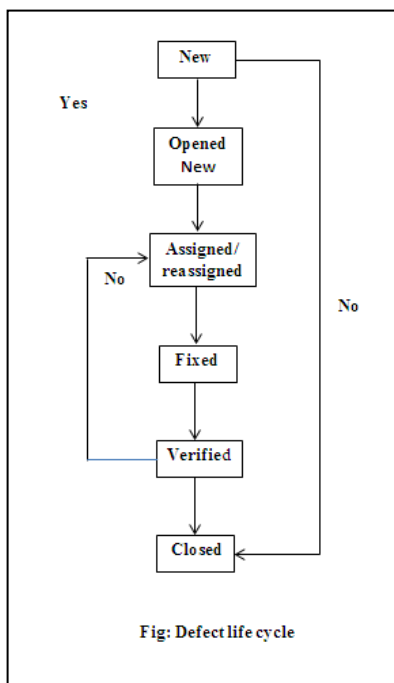 New
Yes
Opened
New
Assigned/
reassigned
No
No
Fixed
Verified
Closed
Fig: Defect life cycle